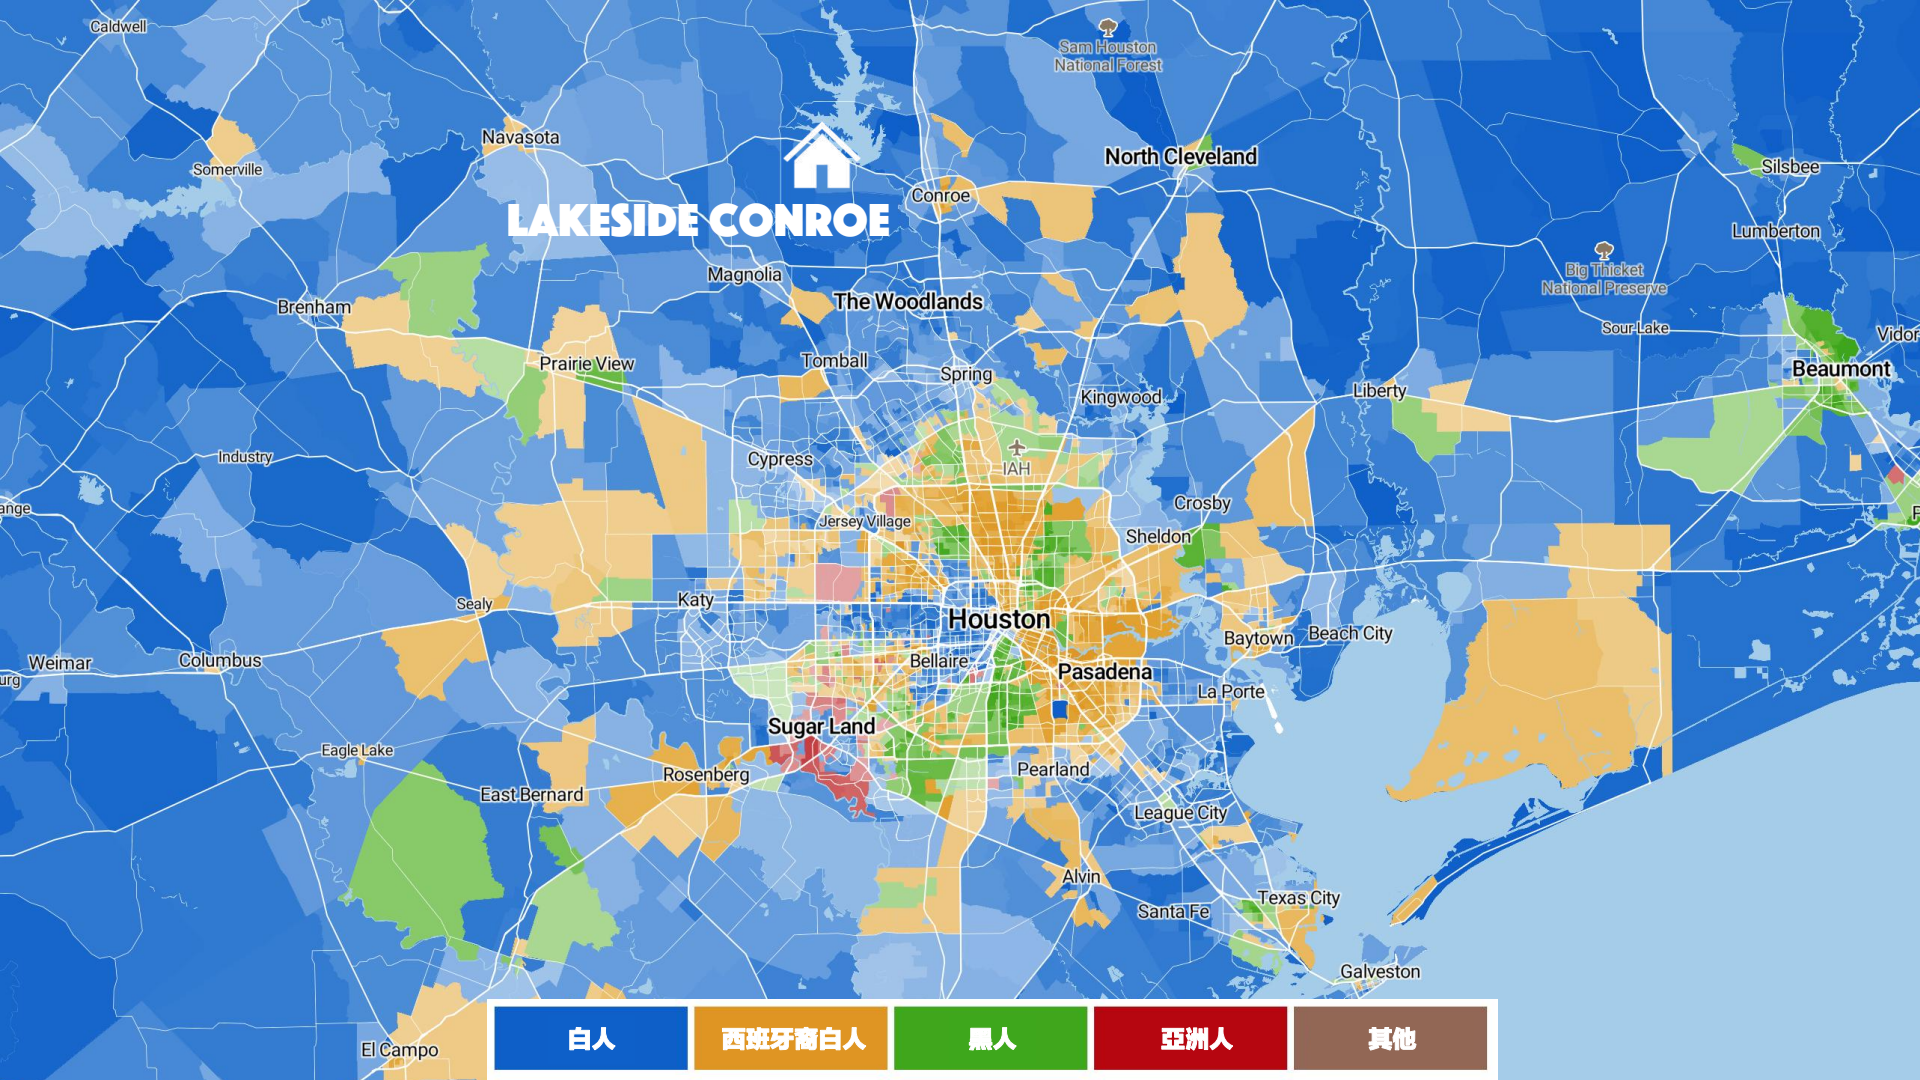 Caldwell
Sam Houston
National Forest
Navasota
North Cleveland
Somerville
Silsbee
Conroe
LAKESIDE CONROE
Lumberton
Magnolia
Big Thicket
National Preserve
Brenham
The Woodlands
Sour Lake
Vidor
Prairie View
Tomball
Spring
Beaumont
Kingwood
Liberty
Industry
Cypress
IAH
Crosby
ange
Jersey Village
Sheldon
Sealy
Katy
Houston
Baytown
Beach City
Weimar
Columbus
Bellaire
Pasadena
urg
La Porte
Sugar Land
Eagle Lake
Rosenberg
Pearland
East Bernard
League City
Alvin
Santa Fe
Texas City
Galveston
El Campo
白人
西班牙裔白人
黑人
亞洲人
其他